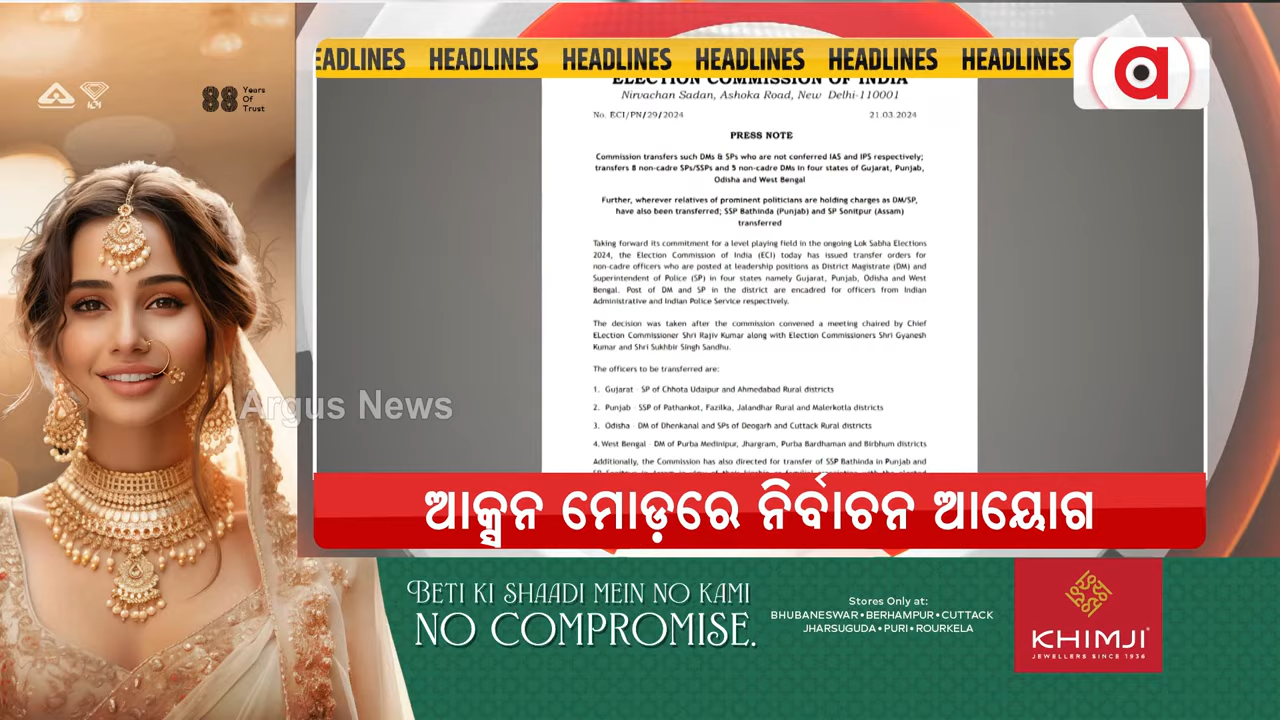 EADLINES HEADLINES HEADLINES HEADLINES HEADLINES HEADLINES
a
88 Years
Of
Trust
ELECTION COMMISSION OF INDIA
Nirvachan Sadan, Ashoka Road, New Delhi-110001
No. ECI/PN/29/2024 21.03.2024
PRESS NOTE
Commission transfers such DMs & SPs who are not conferred IAS and IPS respectively;
transfers 8 non-cadre SPs/SSPs and 5 non-cadre DMs in four states of Gujarat, Punjab,
Odisha and West Bengal
Further, wherever relatives of prominent politicians are holding charges as DM/SP,
have also been transferred; SSP Bathinda (Punjab) and SP Sonitpur (Assam)
transferred
Taking forward its commitment for a level playing field in the ongoing Lok Sabha Elections
2024, the Election Commission of India (ECI) today has issued transfer orders for
non-cadre officers who are posted at leadership positions as District Magistrate (DM) and
Superintendent of Police (SP) in four states namely Gujarat, Punjab, Odisha and West
Bengal. Post of DM and SP in the district are encadred for officers from Indian
Administrative and Indian Police Service respectively.
The decision was taken after the commission convened a meeting chaired by Chief
ELection Commissioner Shri Rajiv Kumar along with Election Commissioners Shri Gyanesh
Kumar and Shri Sukhbir Singh Sandhu.
The officers to be transferred are:
1. Gujarat - SP of Chhota Udaipur and Ahmedabad Rural districts
2. Punjab - SSP of Pathankot, Fazilka, Jalandhar Rural and Malerkotla districts
3. Odisha - DM of Dhenkanal and SPs of Deogarh and Cuttack Rural districts
4. West Bengal - DM of Purba Medinipur, Jhargram, Purba Bardhaman and Birbhum districts
Additionally, the Commission has also directed for transfer of SSP Bathinda in Punjab and
Argus News
ଆକ୍ସନ ମୋଡ଼ରେ ନିର୍ବାଚନ ଆୟୋଗ
BETI KI SHAADI MEIN NO KAMI
NO COMPROMISE.
Stores Only at:
BHUBANESWAR • BERHAMPUR • CUTTACK
JHARSUGUDA • PURI • ROURKELA
KHIMJI
JEWELLERS SINCE 1936